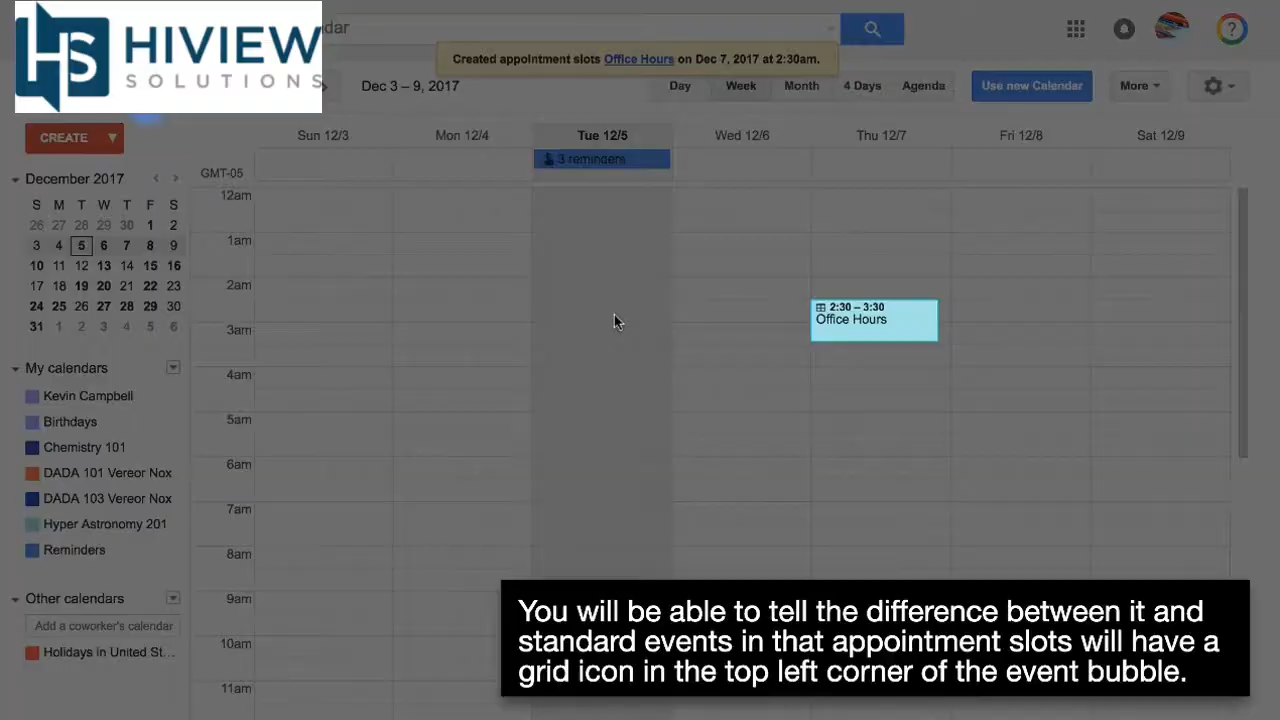 HS HIVIEW
SOLUTIONS
dar
Created appointment slots Office Hours on Dec 7, 2017 at 2:30am.
Dec 3 – 9, 2017
Day Week Month 4 Days Agenda
Use new Calendar
More
CREATE
Sun 12/3 Mon 12/4 Tue 12/5 Wed 12/6 Thu 12/7 Fri 12/8 Sat 12/9
3 reminders
GMT-05
December 2017
S M T W T F S
26 27 28 29 30 1 2
3 4 5 6 7 8 9
10 11 12 13 14 15 16
17 18 19 20 21 22 23
24 25 26 27 28 29 30
31 1 2 3 4 5 6
12am
1am
2am
3am
4am
5am
6am
7am
8am
9am
10am
11am
2:30 – 3:30
Office Hours
My calendars
Kevin Campbell
Birthdays
Chemistry 101
DADA 101 Vereor Nox
DADA 103 Vereor Nox
Hyper Astronomy 201
Reminders
Other calendars
Add a coworker's calendar
Holidays in United St...
You will be able to tell the difference between it and
standard events in that appointment slots will have a
grid icon in the top left corner of the event bubble.